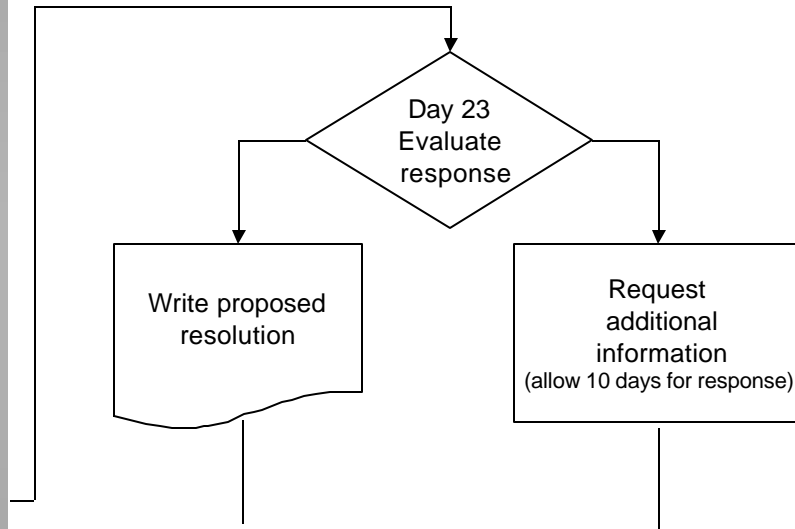 Day 23
Evaluate
response
Write proposed
resolution
Request
additional
information
(allow 10 days for response)